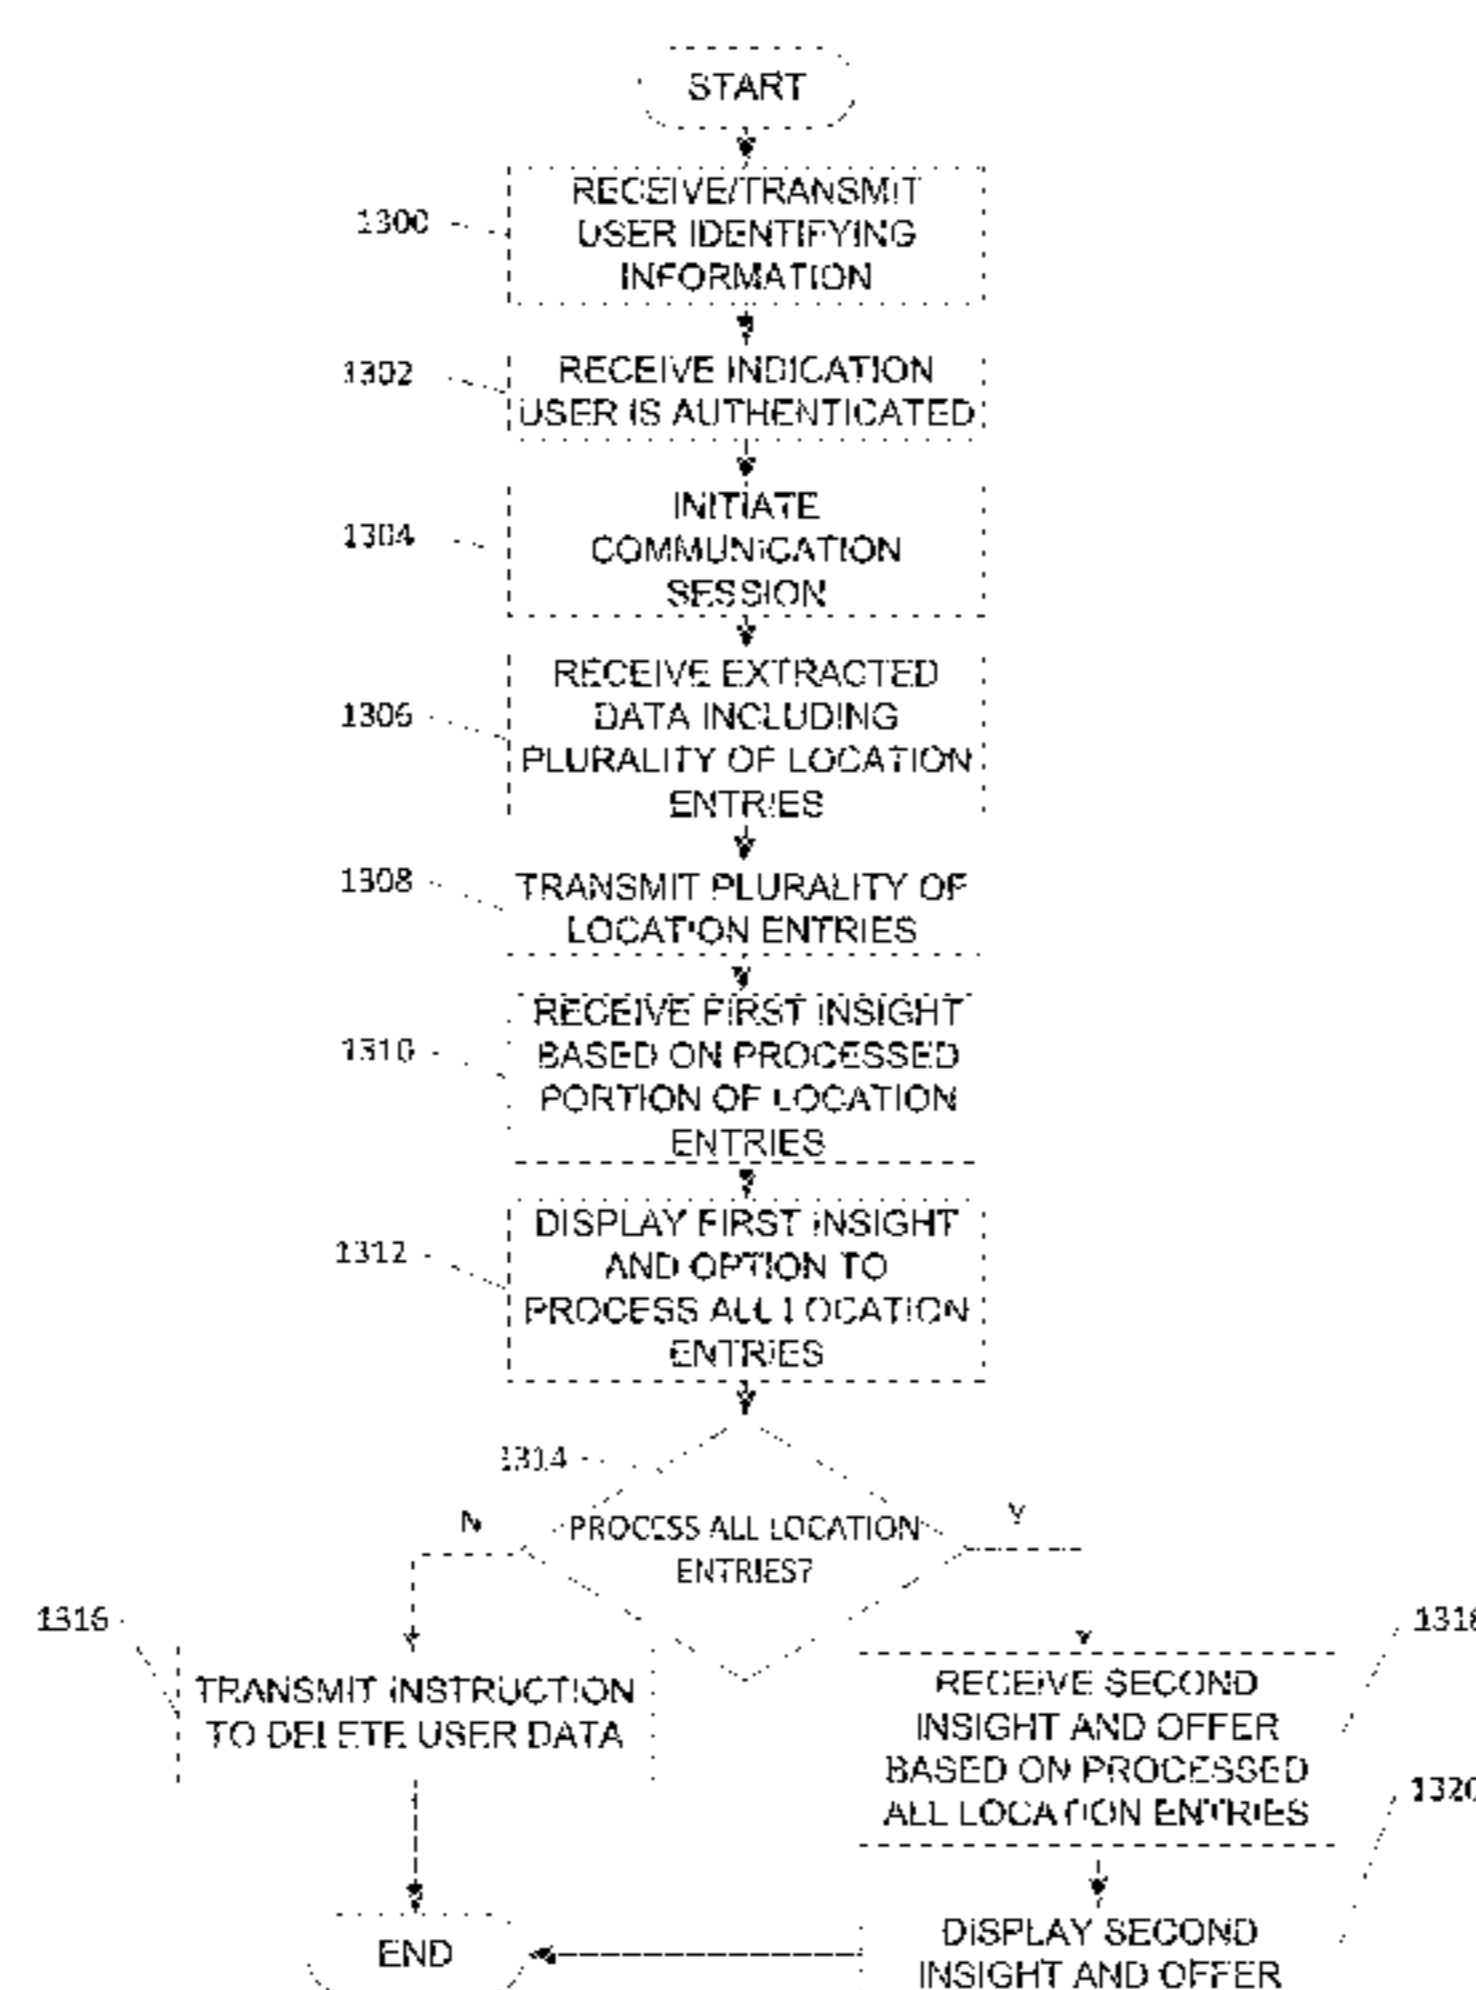 START
1300
RECEIVE/TRANSMIT
USER IDENTIFYING
INFORMATION
1302
RECEIVE INDICATION
USER IS AUTHENTICATED
1304
INITIATE
COMMUNICATION
SESSION
1306
RECEIVE EXTRACTED
DATA INCLUDING
PLURALITY OF LOCATION
ENTRIES
1308
TRANSMIT PLURALITY OF
LOCATION ENTRIES
1310
RECEIVE FIRST INSIGHT
BASED ON PROCESSED
PORTION OF LOCATION
ENTRIES
1312
DISPLAY FIRST INSIGHT
AND OPTION TO
PROCESS ALL LOCATION
ENTRIES
1314
PROCESS ALL LOCATION
ENTRIES?
N
Y
1316
TRANSMIT INSTRUCTION
TO DELETE USER DATA
1318
RECEIVE SECOND
INSIGHT AND OFFER
BASED ON PROCESSED
ALL LOCATION ENTRIES
1320
DISPLAY SECOND
INSIGHT AND OFFER
END